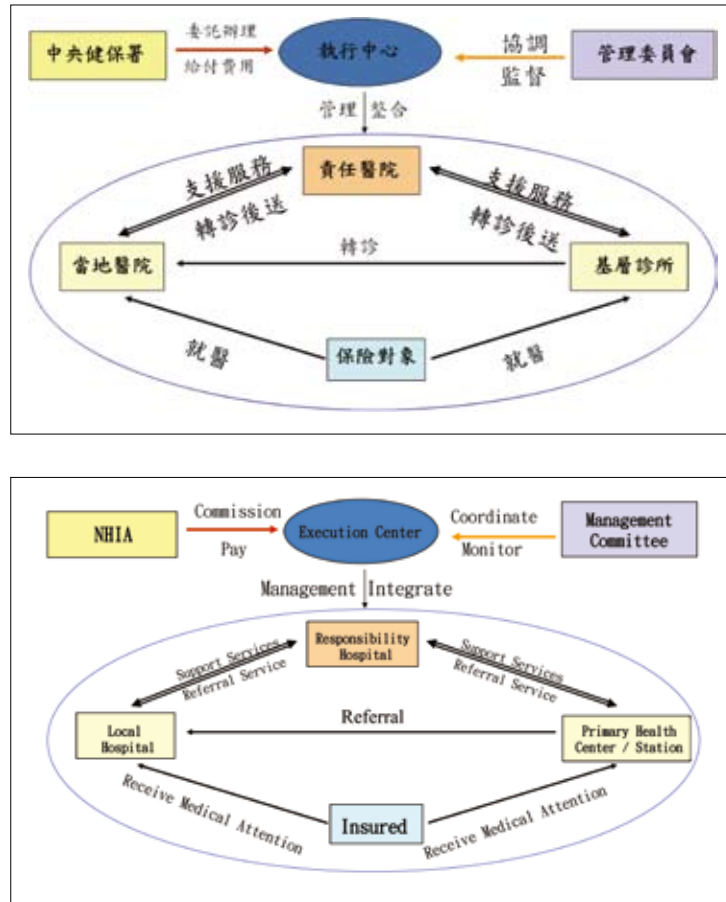 中央健保署
委託辦理
給付費用
執行中心
協調
監督
管理委員會
管理 整合
責任醫院
支援服務
轉診後送
支援服務
轉診後送
當地醫院
轉診
基層診所
就醫
保險對象
就醫
NHIA
Commission
Pay
Execution Center
Coordinate
Monitor
Management
Committee
Management Integrate
Responsibility
Hospital
Support Services
Referral Service
Support Services
Referral Service
Local
Hospital
Referral
Primary Health
Center / Station
Receive Medical Attention
Insured
Receive Medical Attention